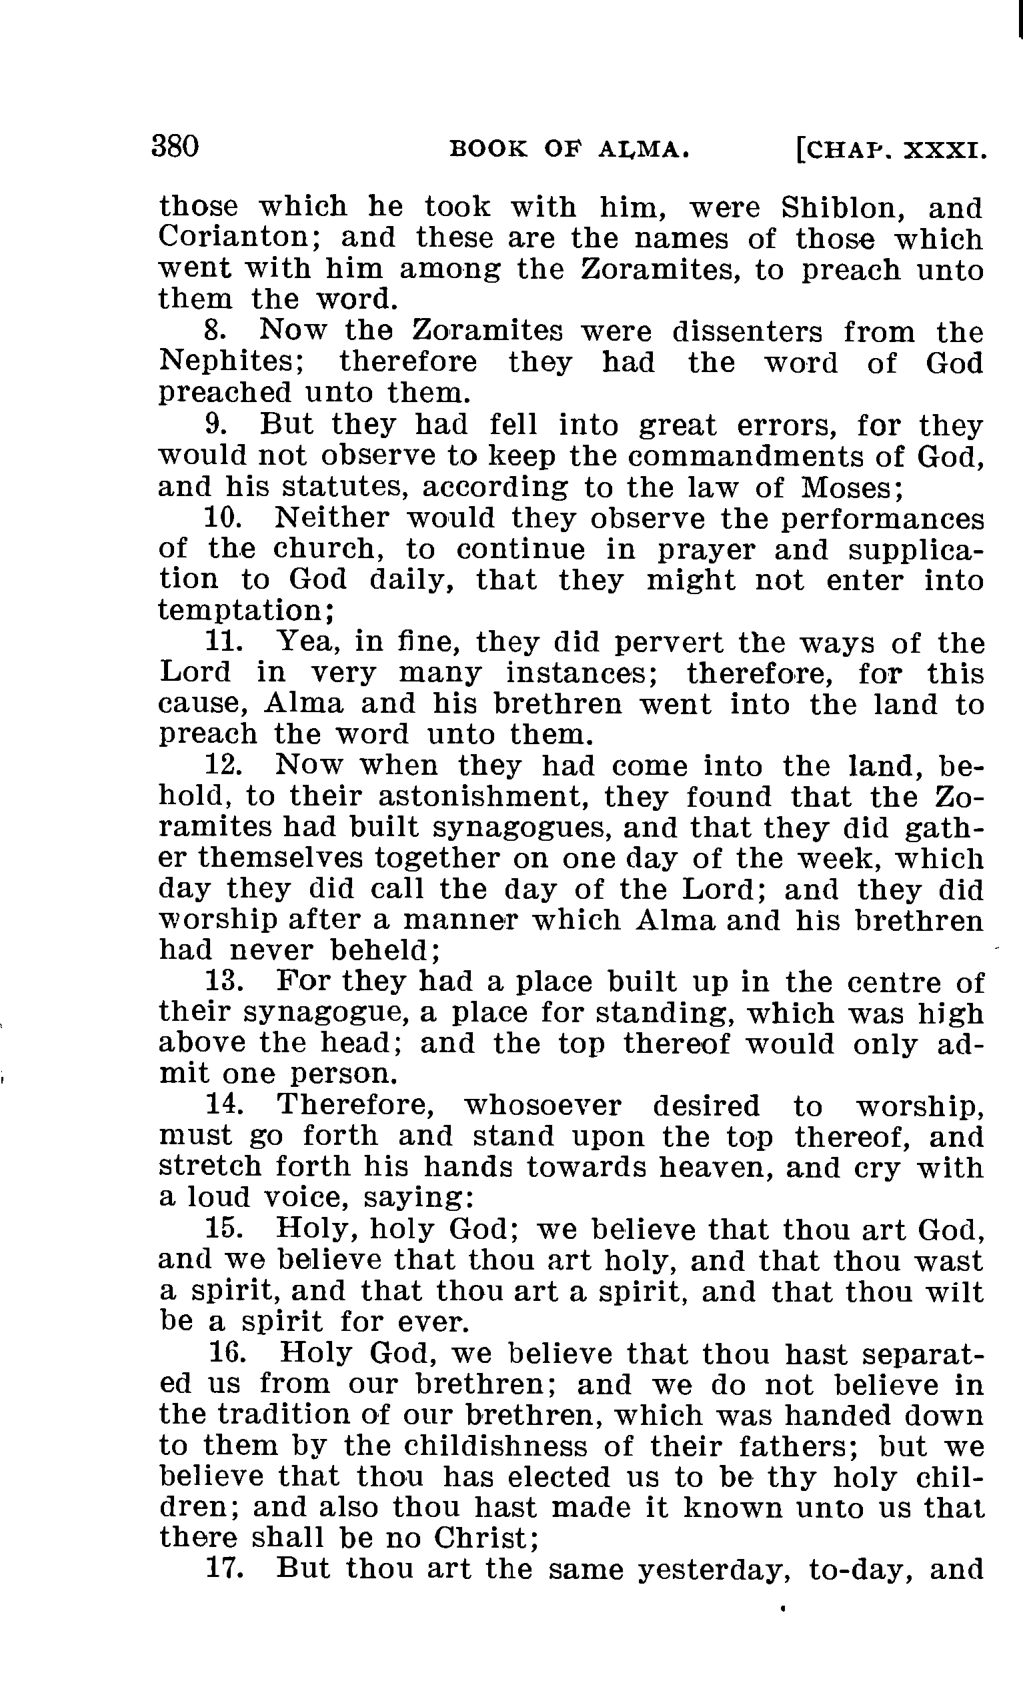 380 BOOK OF ALMA. [CHAP. XXXI.
those which he took with him, were Shiblon, and
Corianton; and these are the names of those which
went with him among the Zoramites, to preach unto
them the word.
8. Now the Zoramites were dissenters from the
Nephites; therefore they had the word of God
preached unto them.
9. But they had fell into great errors, for they
would not observe to keep the commandments of God,
and his statutes, according to the law of Moses;
10. Neither would they observe the performances
of the church, to continue in prayer and supplica-
tion to God daily, that they might not enter into
temptation;
11. Yea, in fine, they did pervert the ways of the
Lord in very many instances; therefore, for this
cause, Alma and his brethren went into the land to
preach the word unto them.
12. Now when they had come into the land, be-
hold, to their astonishment, they found that the Zo-
ramites had built synagogues, and that they did gath-
er themselves together on one day of the week, which
day they did call the day of the Lord; and they did
worship after a manner which Alma and his brethren
had never beheld;
13. For they had a place built up in the centre of
their synagogue, a place for standing, which was high
above the head; and the top thereof would only ad-
mit one person.
14. Therefore, whosoever desired to worship,
must go forth and stand upon the top thereof, and
stretch forth his hands towards heaven, and cry with
a loud voice, saying:
15. Holy, holy God; we believe that thou art God,
and we believe that thou art holy, and that thou wast
a spirit, and that thou art a spirit, and that thou wilt
be a spirit for ever.
16. Holy God, we believe that thou hast separat-
ed us from our brethren; and we do not believe in
the tradition of our brethren, which was handed down
to them by the childishness of their fathers; but we
believe that thou has elected us to be thy holy chil-
dren; and also thou hast made it known unto us that
there shall be no Christ;
17. But thou art the same yesterday, to-day, and